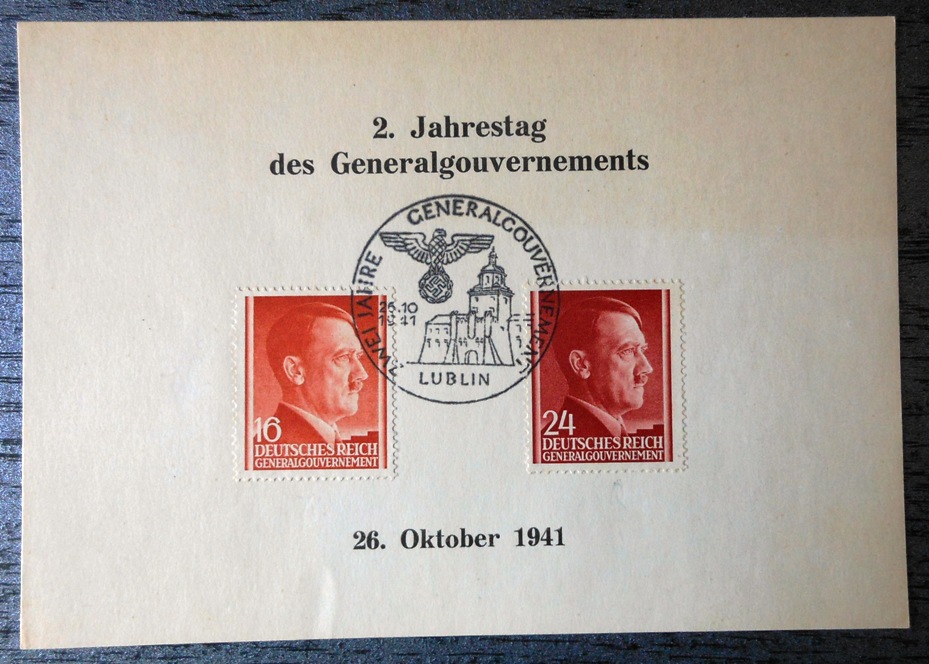 2. Jahrestag
des Generalgouvernements
ZWEI JAHRE GENERALGOUVERNEMENT
26.10
1941
LUBLIN
16
DEUTSCHES REICH
GENERALGOUVERNEMENT
24
DEUTSCHES REICH
GENERALGOUVERNEMENT
26. Oktober 1941